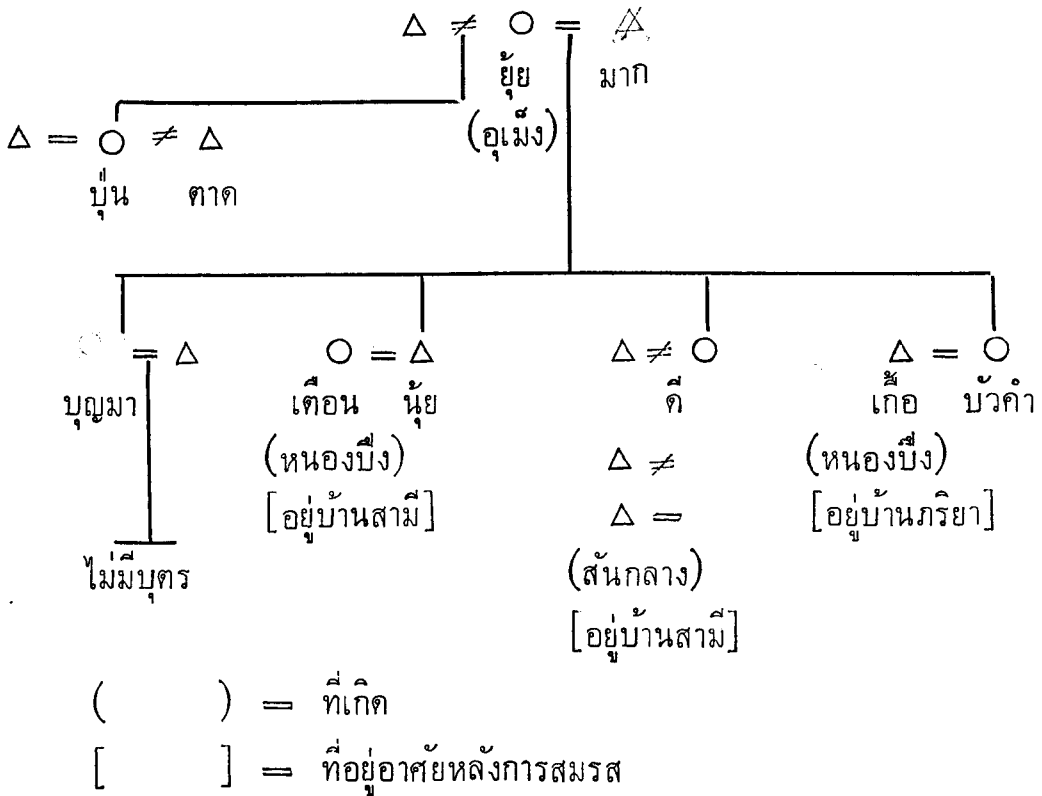 ยุ้ย มาก
(อุเม็ง)
บุ่น ตาด
บุญมา เตือน นุ้ย ดี เกื้อ บัวคำ
(หนองบึ๋ง) (หนองบึ๋ง)
[อยู่บ้านสามี] [อยู่บ้านภริยา]
ไม่มีบุตร
(สันกลาง)
[อยู่บ้านสามี]
( ) = ที่เกิด
[ ] = ที่อยู่อาศัยหลังการสมรส